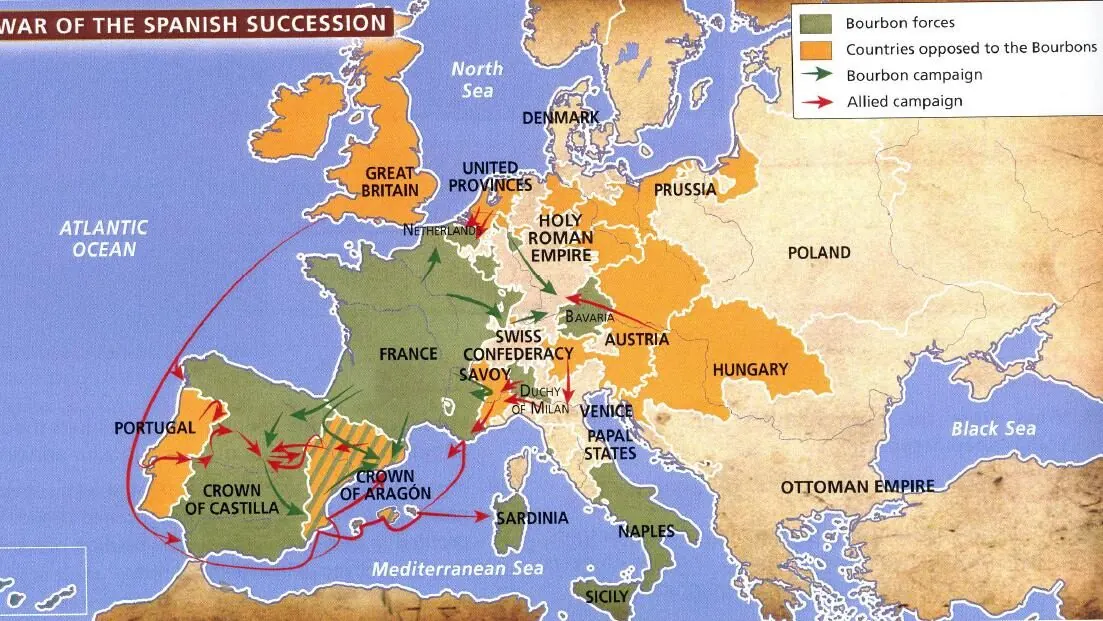 WAR OF THE SPANISH SUCCESSION
Bourbon forces
Countries opposed to the Bourbons
Bourbon campaign
Allied campaign
North
Sea
DENMARK
GREAT
BRITAIN
UNITED
PROVINCES
PRUSSIA
ATLANTIC
OCEAN
NETHERLANDS
HOLY
ROMAN
EMPIRE
POLAND
BAVARIA
SWISS
CONFEDERACY
AUSTRIA
FRANCE
SAVOY
HUNGARY
DUCHY
OF MILAN
VENICE
PORTUGAL
PAPAL
STATES
Black Sea
CROWN
OF ARAGÓN
CROWN
OF CASTILLA
OTTOMAN EMPIRE
SARDINIA
NAPLES
Mediterranean Sea
SICILY